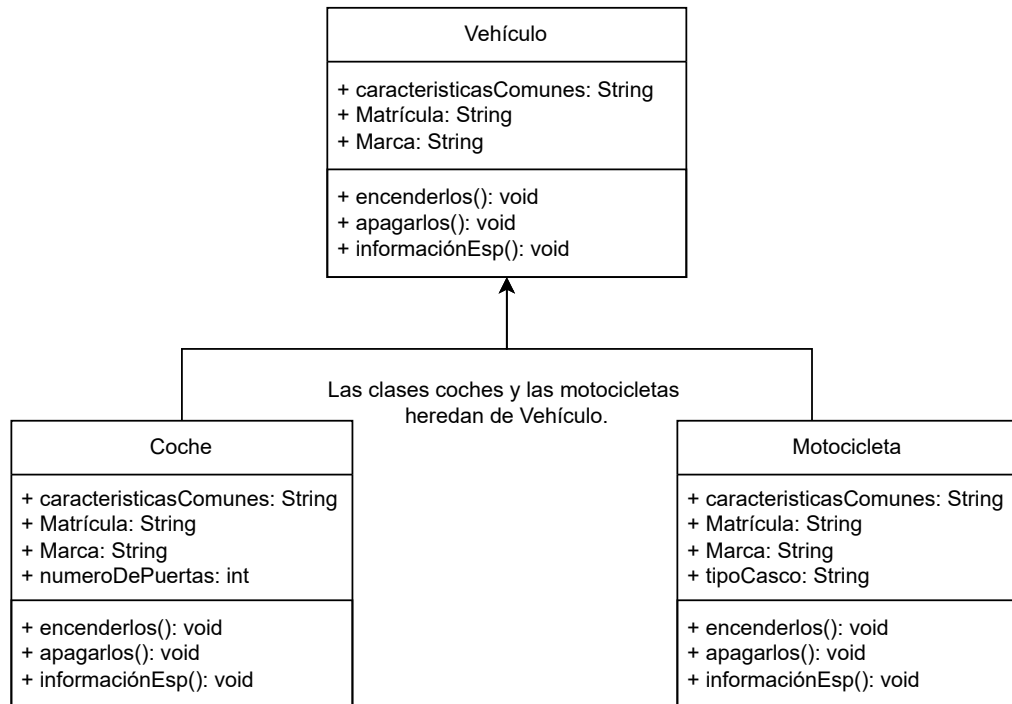 Vehículo
+ caracteristicasComunes: String
+ Matrícula: String
+ Marca: String
+ encenderlos(): void
+ apagarlos(): void
+ informaciónEsp(): void
Las clases coches y las motocicletas
heredan de Vehículo.
Coche
+ caracteristicasComunes: String
+ Matrícula: String
+ Marca: String
+ numeroDePuertas: int
+ encenderlos(): void
+ apagarlos(): void
+ informaciónEsp(): void
Motocicleta
+ caracteristicasComunes: String
+ Matrícula: String
+ Marca: String
+ tipoCasco: String
+ encenderlos(): void
+ apagarlos(): void
+ informaciónEsp(): void